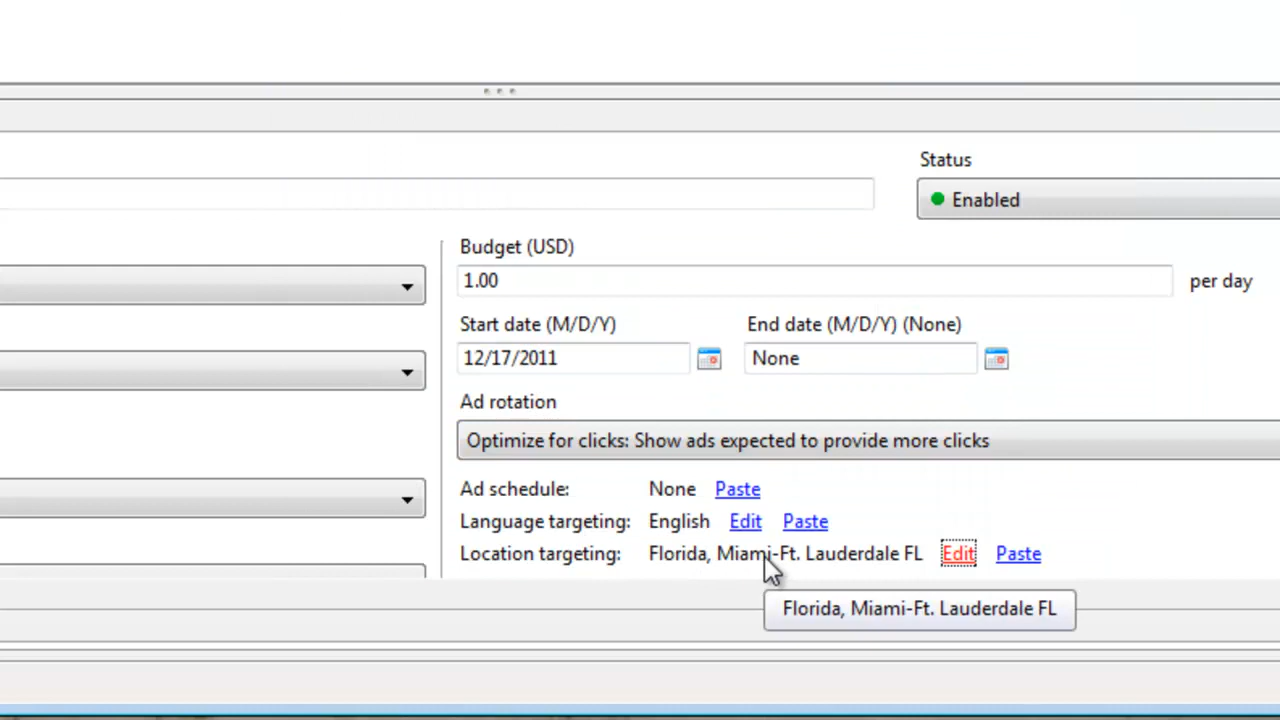 Status
Enabled
Budget (USD)
1.00 per day
Start date (M/D/Y) End date (M/D/Y) (None)
12/17/2011 None
Ad rotation
Optimize for clicks: Show ads expected to provide more clicks
Ad schedule: None Paste
Language targeting: English Edit Paste
Location targeting: Florida, Miami-Ft. Lauderdale FL Edit Paste
Florida, Miami-Ft. Lauderdale FL